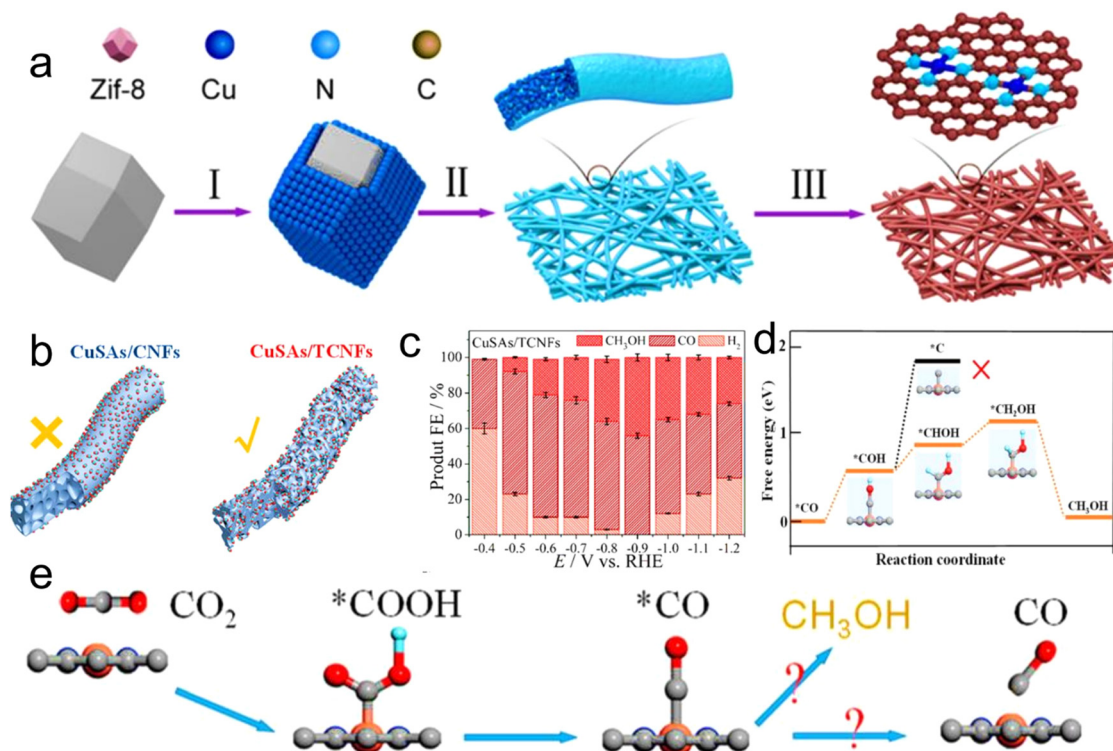 a
Zif-8
Cu
N
C
I
II
III
b
CuSAs/CNFs
CuSAs/TCNFs
c
CuSAs/TCNFs
CH₃OH
CO
H₂
Produt FE / %
100
80
60
40
20
0
-0.4
-0.5
-0.6
-0.7
-0.8
-0.9
-1.0
-1.1
-1.2
E / V vs. RHE
d
Free energy (eV)
2
1
0
*CO
*COH
*C
*CHOH
*CH₂OH
CH₃OH
Reaction coordinate
e
CO₂
*COOH
*CO
CH₃OH
CO
?
?